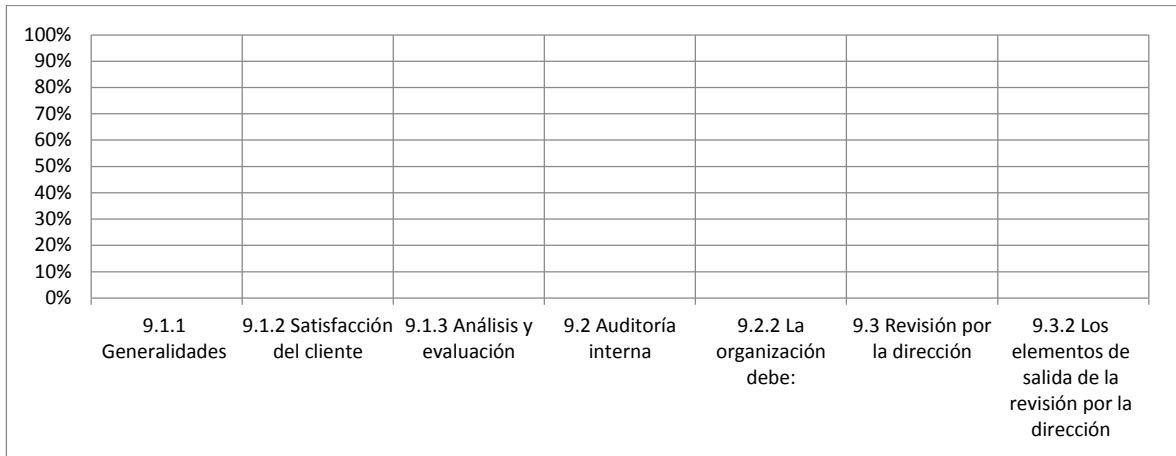 100%
90%
80%
70%
60%
50%
40%
30%
20%
10%
0%
9.1.1
Generalidades
9.1.2 Satisfacción
del cliente
9.1.3 Análisis y
evaluación
9.2 Auditoría
interna
9.2.2 La
organización
debe:
9.3 Revisión por
la dirección
9.3.2 Los
elementos de
salida de la
revisión por la
dirección